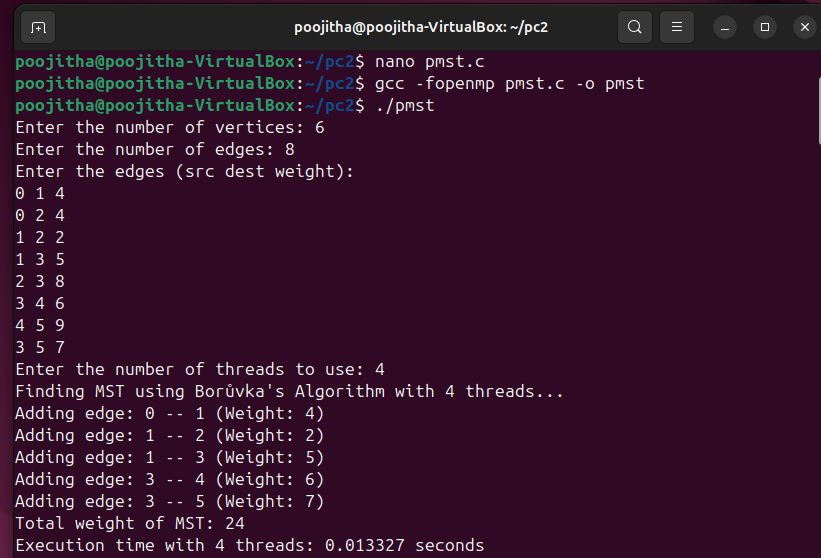 poojitha@poojitha-VirtualBox: ~/pc2
poojitha@poojitha-VirtualBox:~/pc2$ nano pmst.c
poojitha@poojitha-VirtualBox:~/pc2$ gcc -fopenmp pmst.c -o pmst
poojitha@poojitha-VirtualBox:~/pc2$ ./pmst
Enter the number of vertices: 6
Enter the number of edges: 8
Enter the edges (src dest weight):
0 1 4
0 2 4
1 2 2
1 3 5
2 3 8
3 4 6
4 5 9
3 5 7
Enter the number of threads to use: 4
Finding MST using Borůvka's Algorithm with 4 threads...
Adding edge: 0 -- 1 (Weight: 4)
Adding edge: 1 -- 2 (Weight: 2)
Adding edge: 1 -- 3 (Weight: 5)
Adding edge: 3 -- 4 (Weight: 6)
Adding edge: 3 -- 5 (Weight: 7)
Total weight of MST: 24
Execution time with 4 threads: 0.013327 seconds